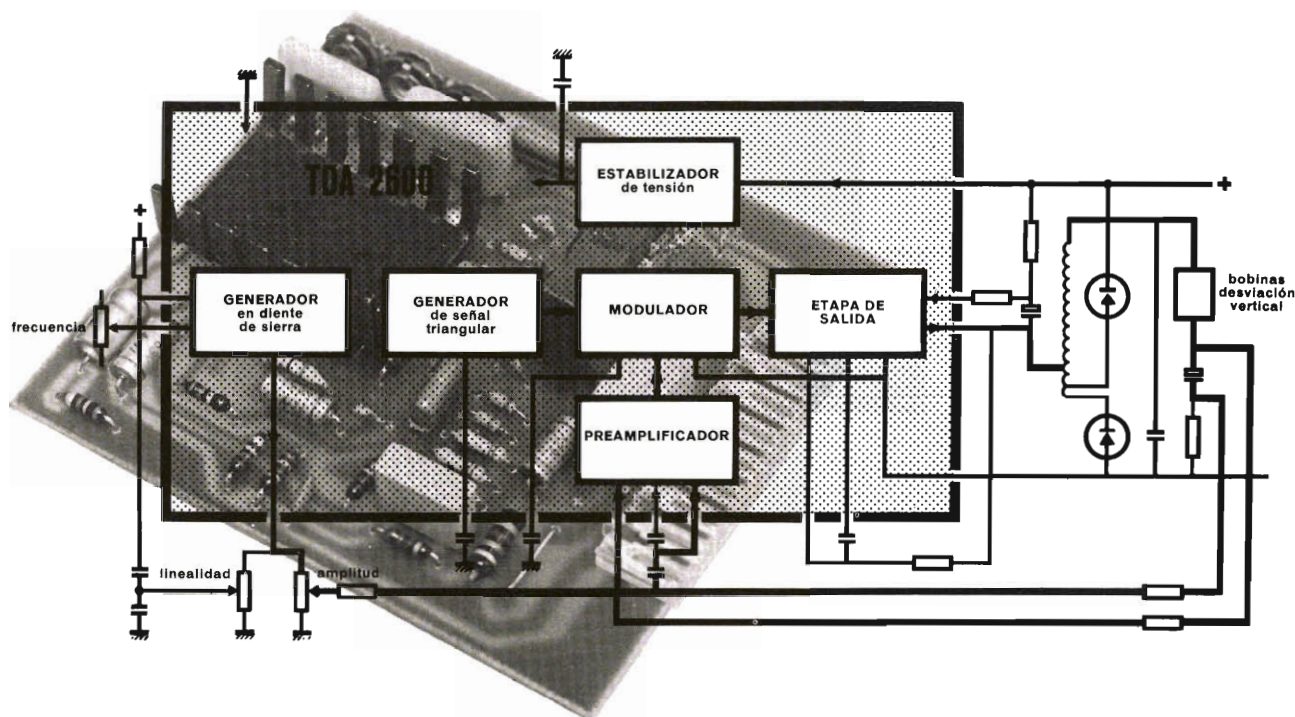 TDA 2600
ESTABILIZADOR
de tensión
+
+
GENERADOR
en diente
de sierra
GENERADOR
de señal
triangular
MODULADOR
ETAPA DE
SALIDA
bobinas
desviación
vertical
frecuencia
PREAMPLIFICADOR
linealidad
amplitud